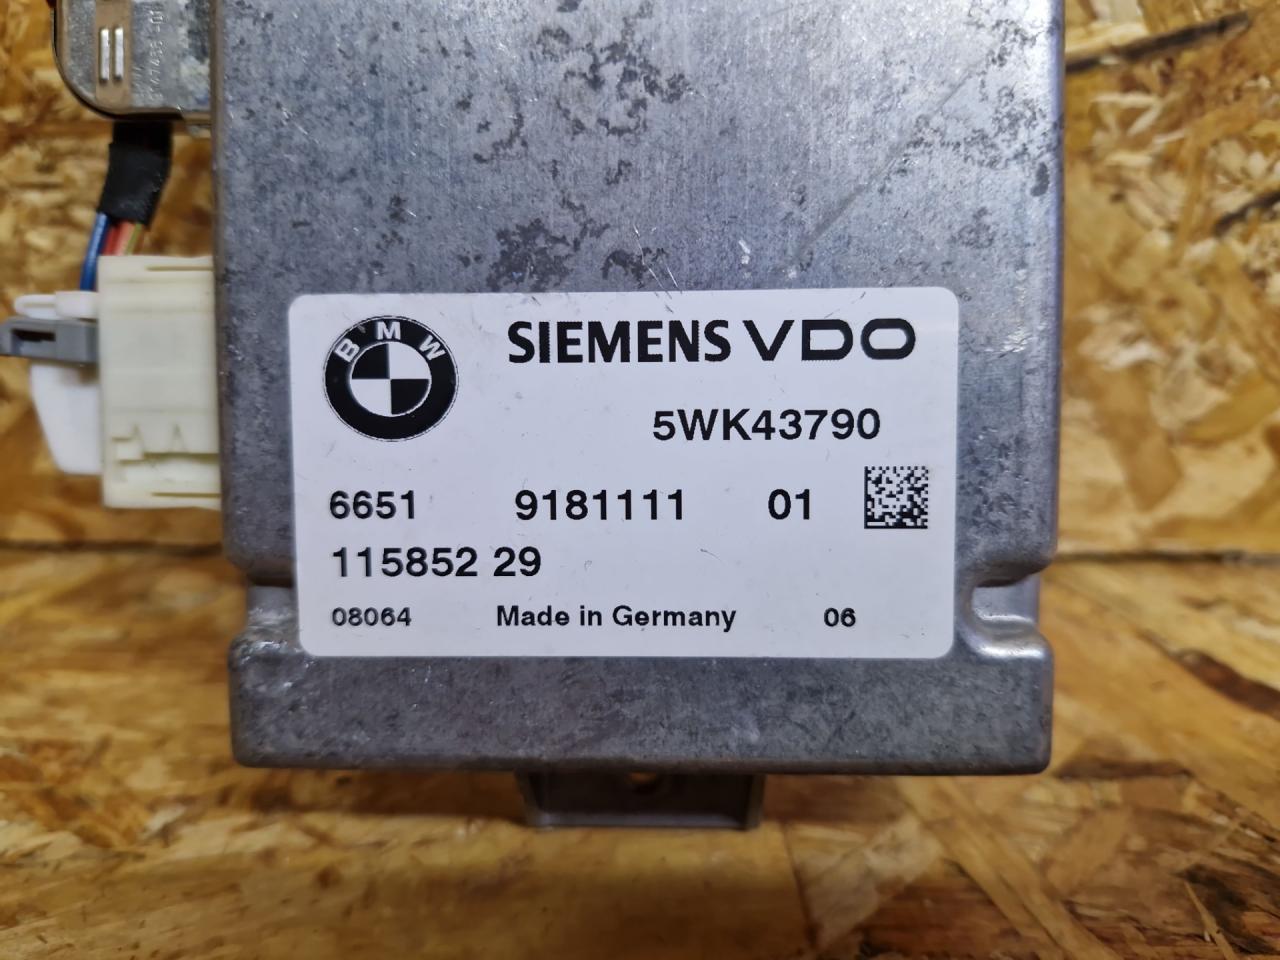 BMW
SIEMENS VDO
5WK43790
6651 9181111 01
115852 29
08064 Made in Germany 06